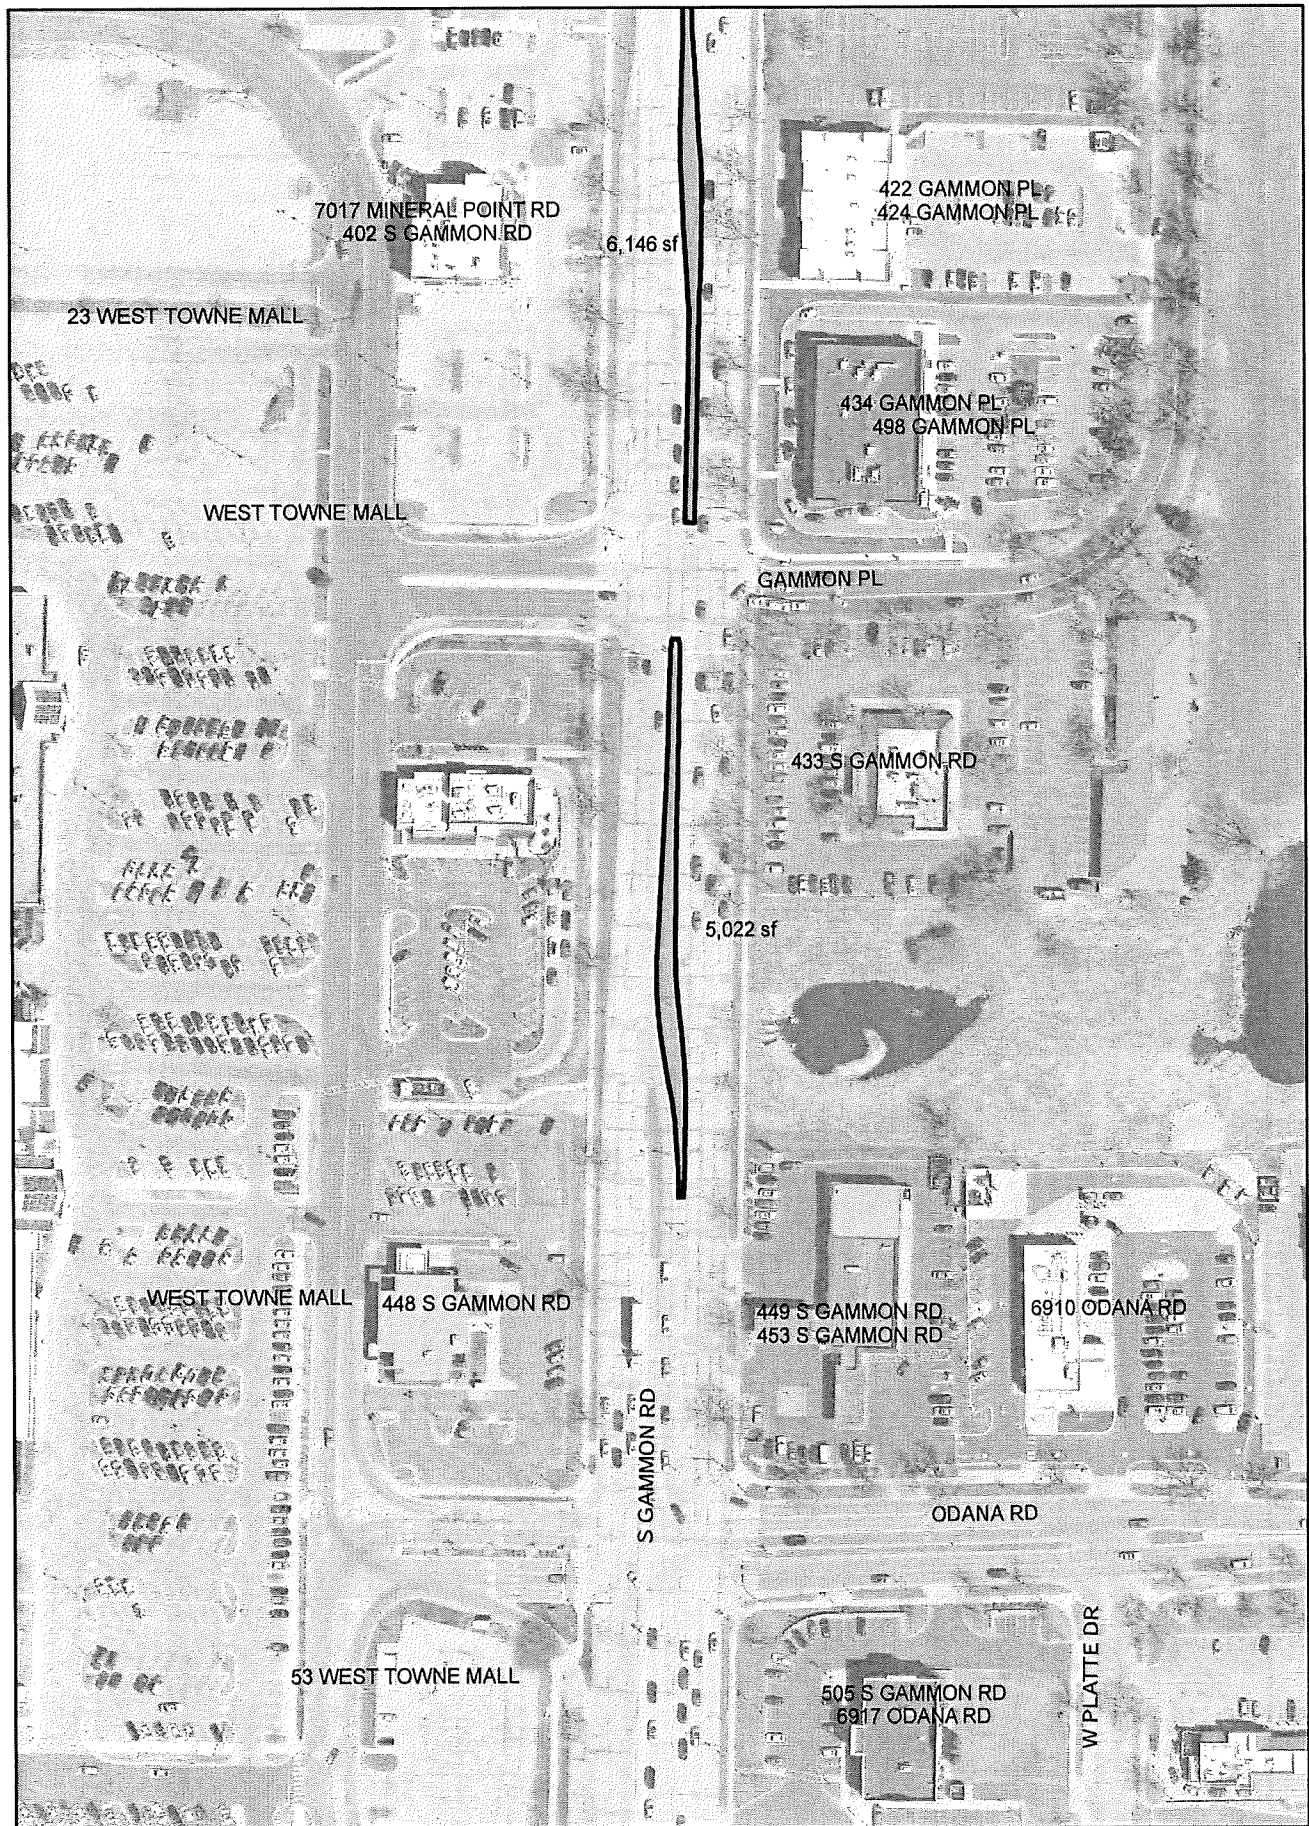 7017 MINERAL POINT RD
402 S GAMMON RD
422 GAMMON PL
424 GAMMON PL
6,146 sf
23 WEST TOWNE MALL
434 GAMMON PL
498 GAMMON PL
WEST TOWNE MALL
GAMMON PL
433 S GAMMON RD
5,022 sf
WEST TOWNE MALL
448 S GAMMON RD
449 S GAMMON RD
453 S GAMMON RD
6910 ODANA RD
S GAMMON RD
ODANA RD
W PLATTE DR
53 WEST TOWNE MALL
505 S GAMMON RD
6917 ODANA RD